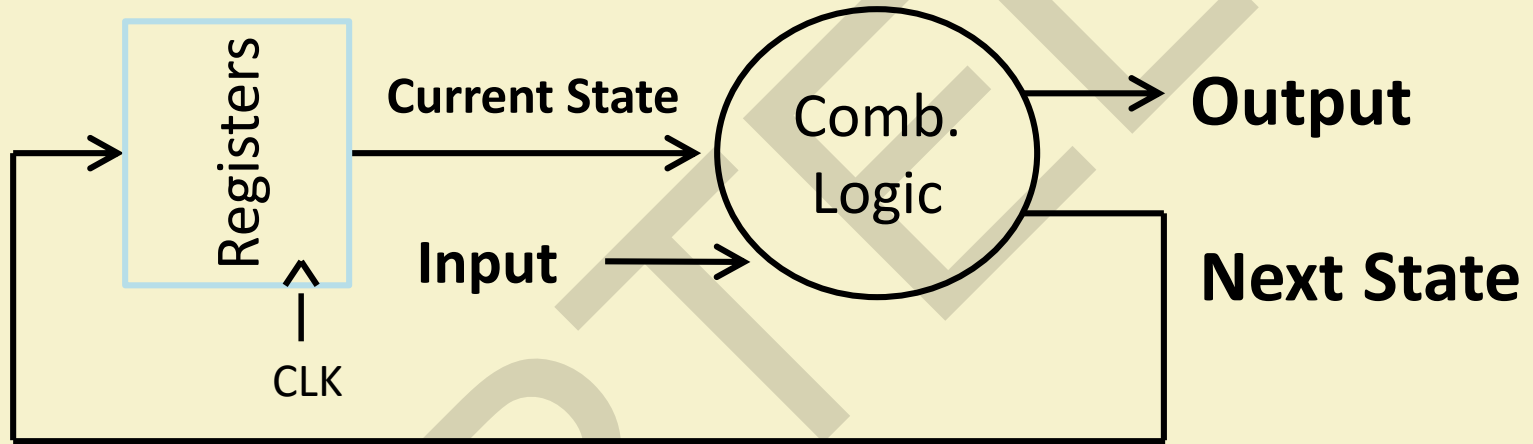 Registers
Current State
Comb.
Logic
Output
Input
Next State
CLK